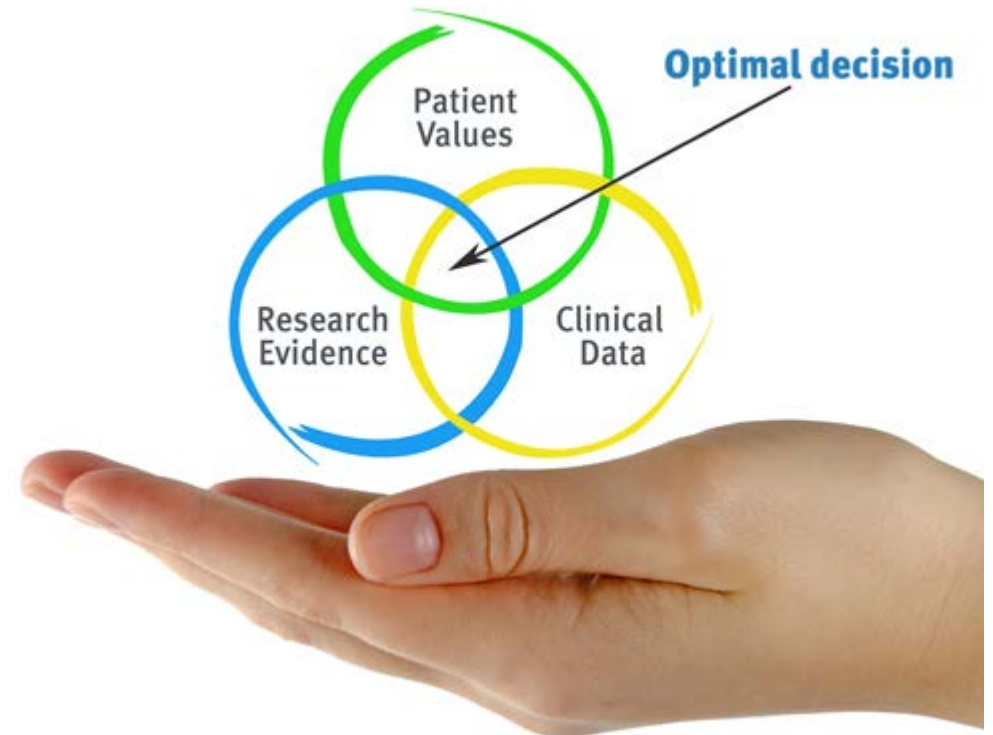 Optimal decision
Patient
Values
Research
Evidence
Clinical
Data